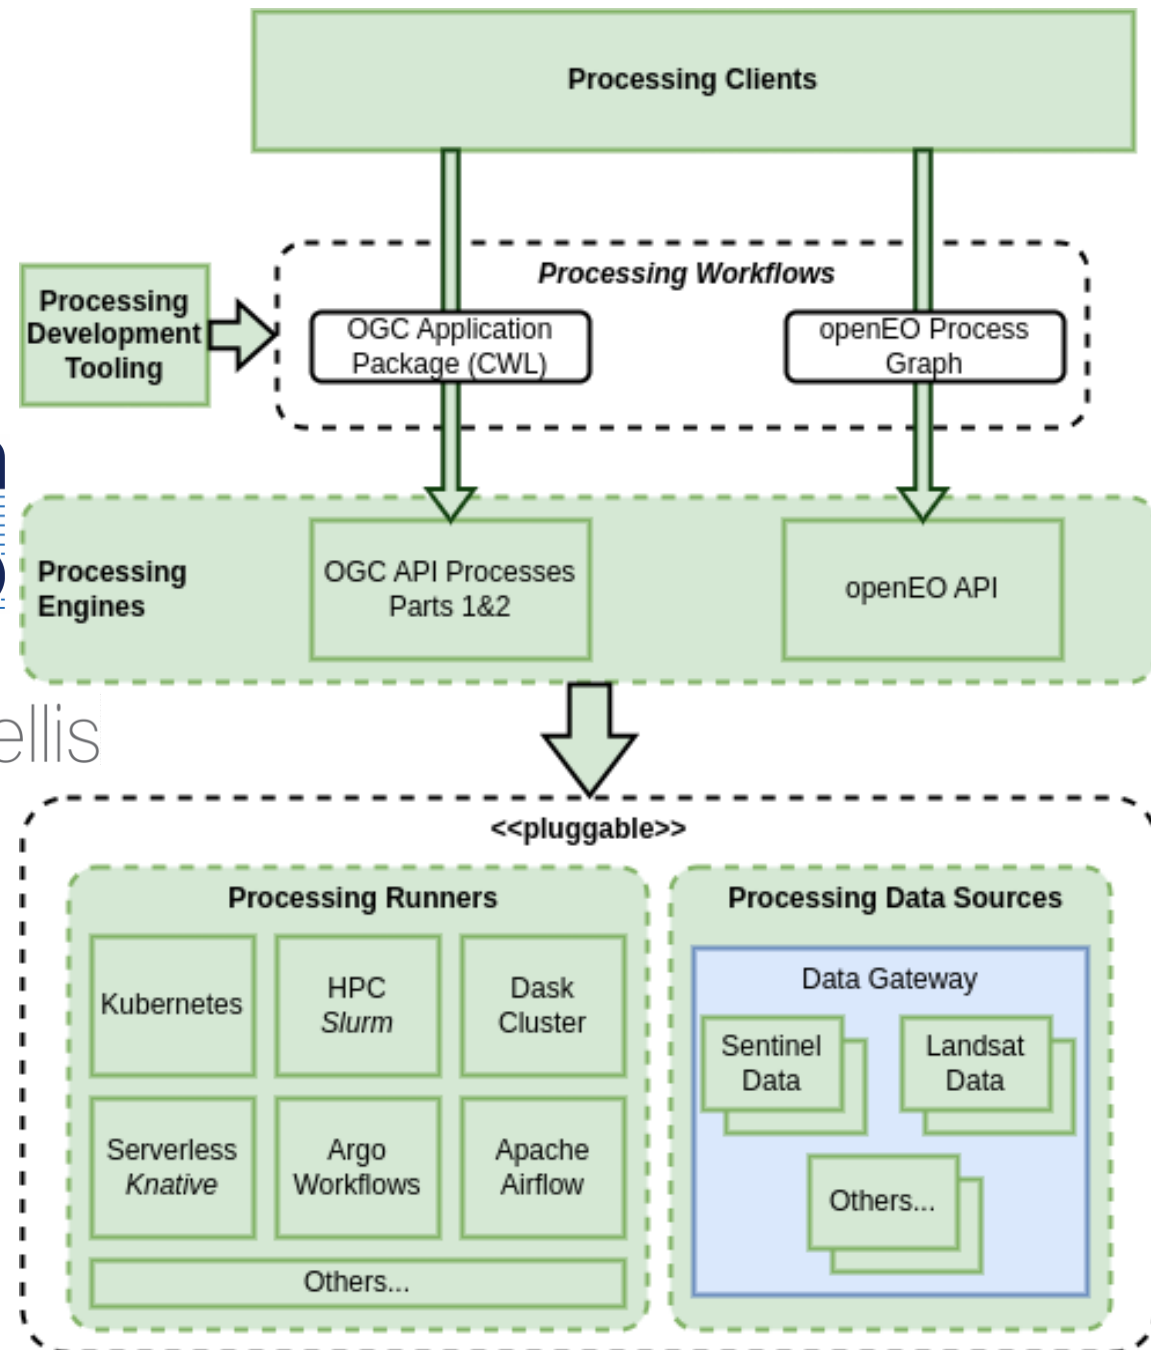 Processing Clients
Processing Workflows
Processing
Development
Tooling
OGC Application
Package (CWL)
openEO Process
Graph
Processing
Engines
OGC API Processes
Parts 1&2
openEO API
ellis
<<pluggable>>
Processing Runners
Kubernetes
HPC
Slurm
Dask
Cluster
Serverless
Knative
Argo
Workflows
Apache
Airflow
Others...
Processing Data Sources
Data Gateway
Sentinel
Data
Landsat
Data
Others...